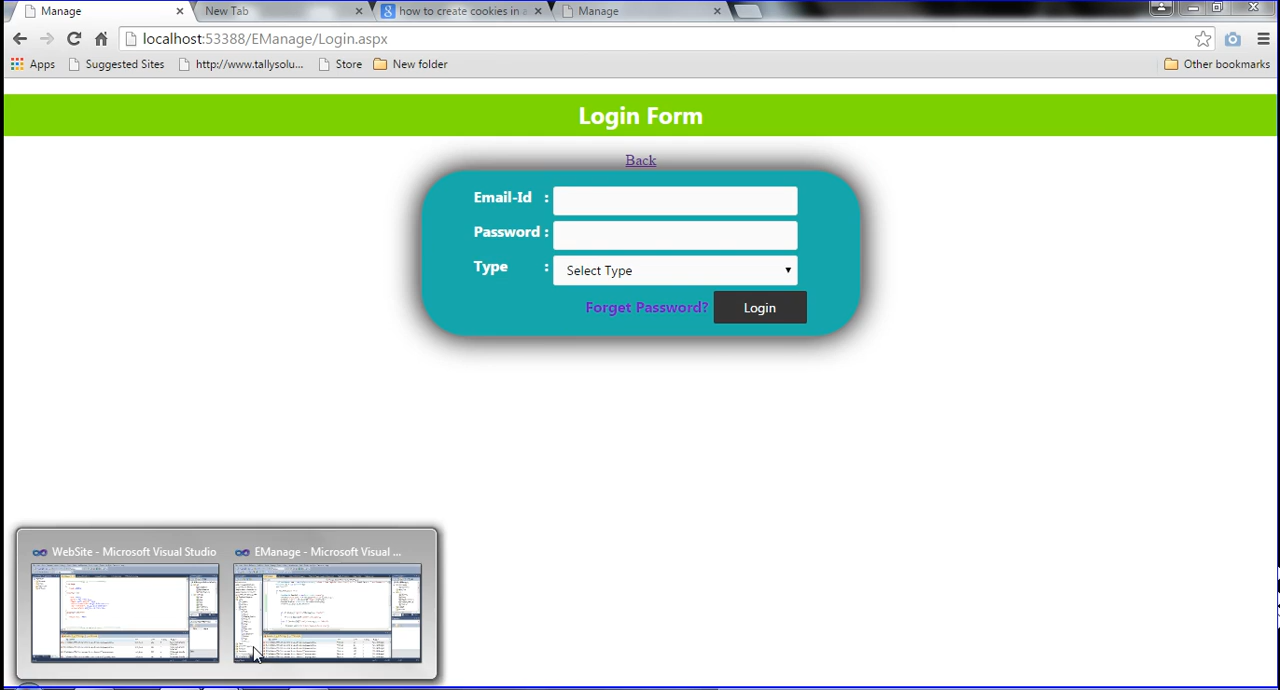 Manage New Tab how to create cookies in a Manage
localhost:53388/EManage/Login.aspx
Apps Suggested Sites http://www.tallysolu... Store New folder Other bookmarks
Login Form
Back
Email-Id :
Password :
Type : Select Type
Forget Password? Login
WebSite - Microsoft Visual Studio EManage - Microsoft Visual ...